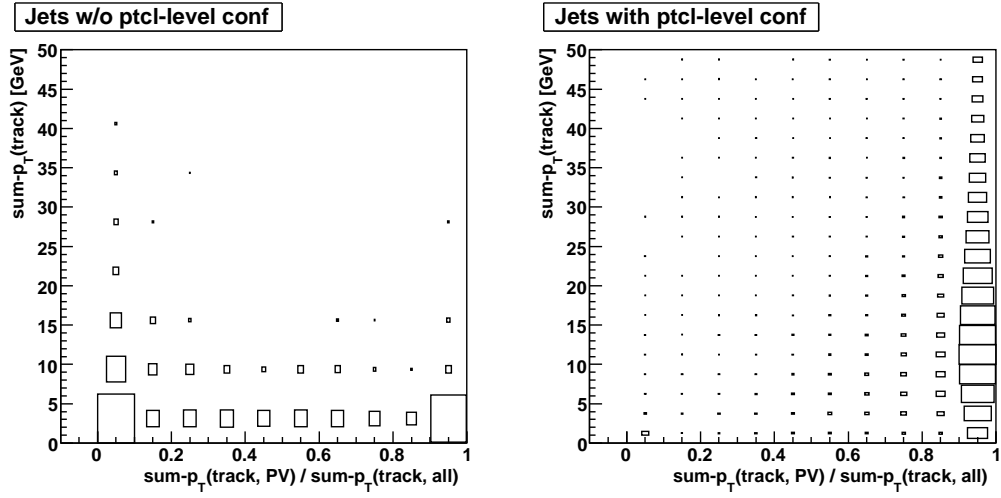 Jets w/o ptcl-level conf
sum-p_T(track) [GeV]
50
45
40
35
30
25
20
15
10
5
0
0 0.2 0.4 0.6 0.8 1
sum-p_T(track, PV) / sum-p_T(track, all)
Jets with ptcl-level conf
sum-p_T(track) [GeV]
50
45
40
35
30
25
20
15
10
5
0
0 0.2 0.4 0.6 0.8 1
sum-p_T(track, PV) / sum-p_T(track, all)